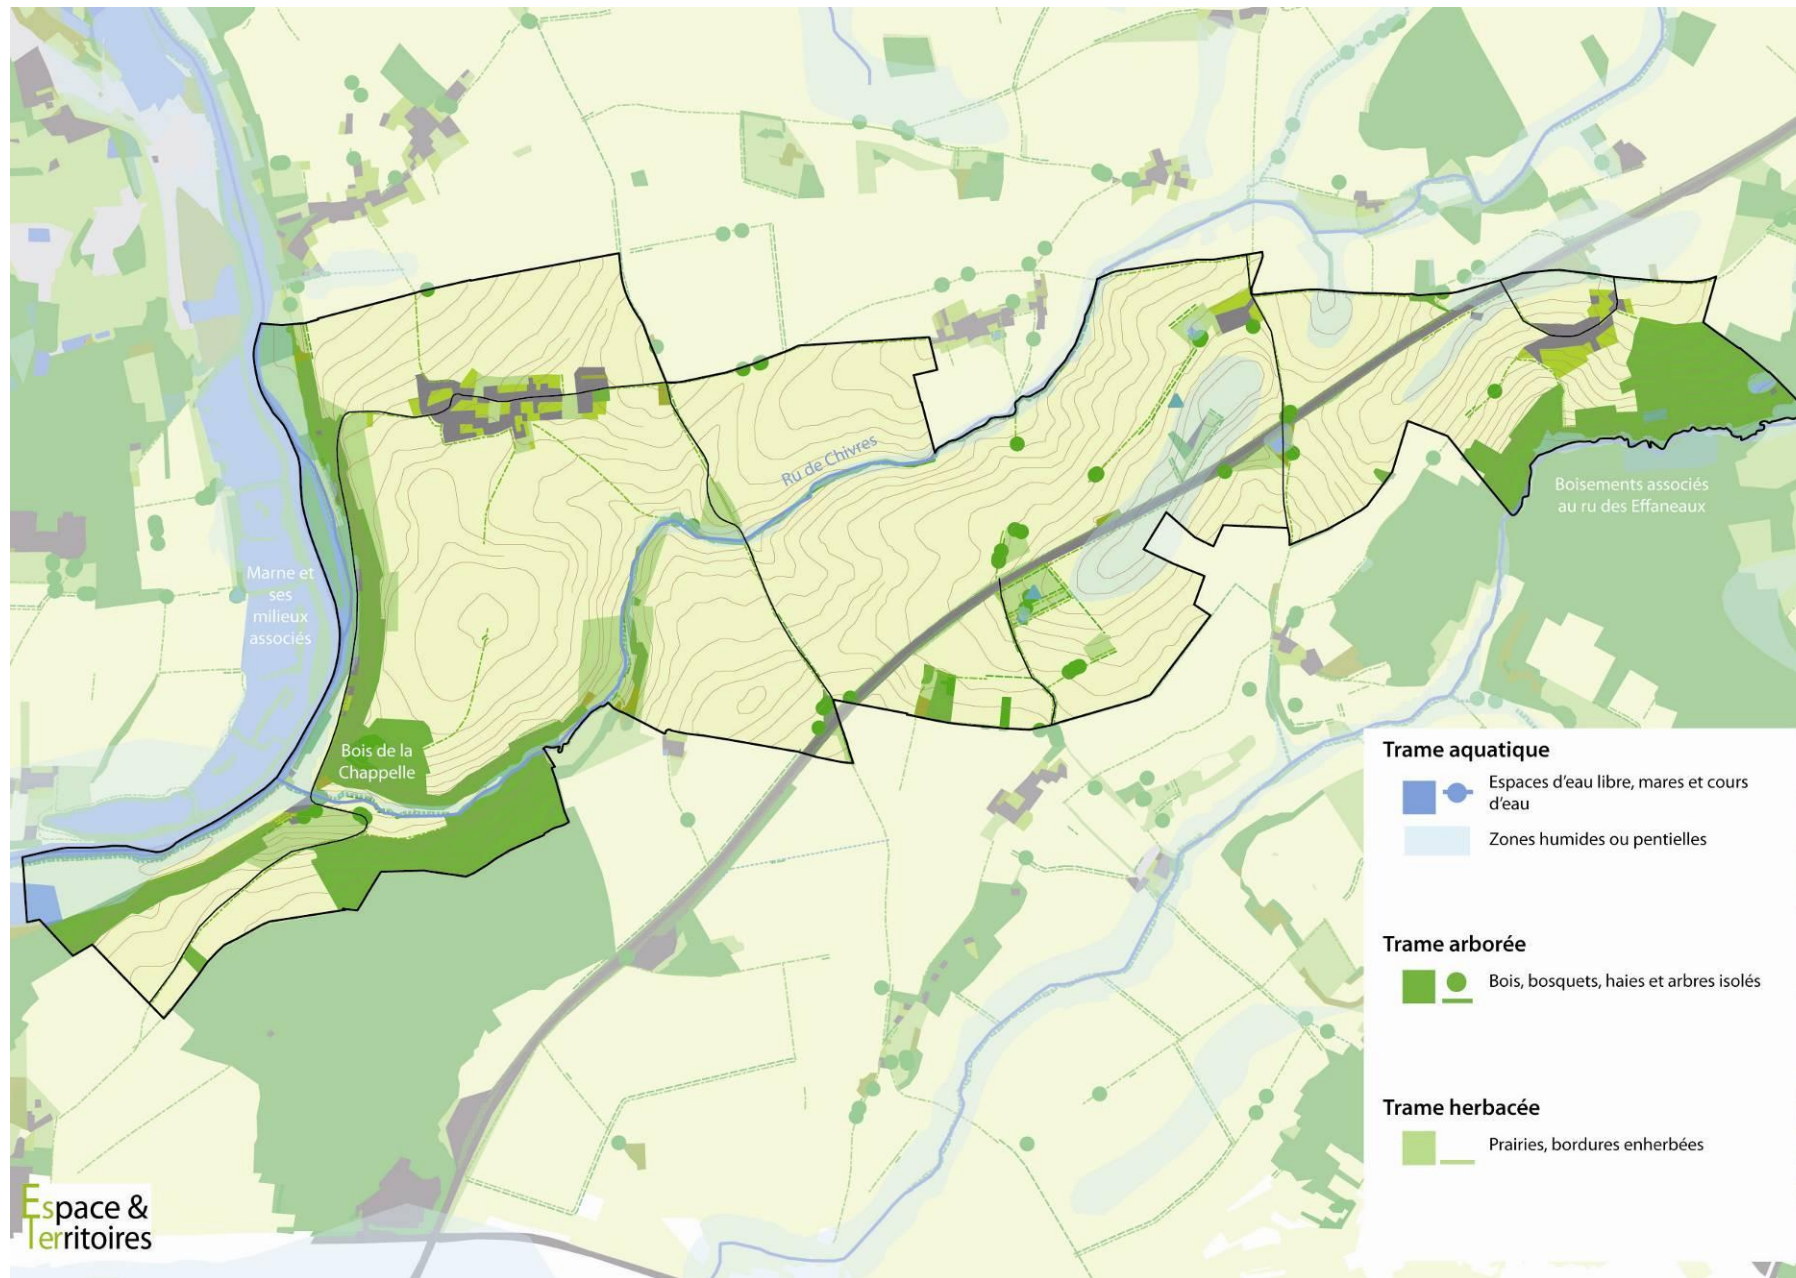 Ru de Chivres
Boisements associés
au ru des Effaneaux
Marne et
ses
milieux
associés
Bois de la
Chappelle
Trame aquatique
Espaces d'eau libre, mares et cours
d'eau
Zones humides ou pentielles
Trame arborée
Bois, bosquets, haies et arbres isolés
Trame herbacée
Prairies, bordures enherbées
Espace &
Territoires